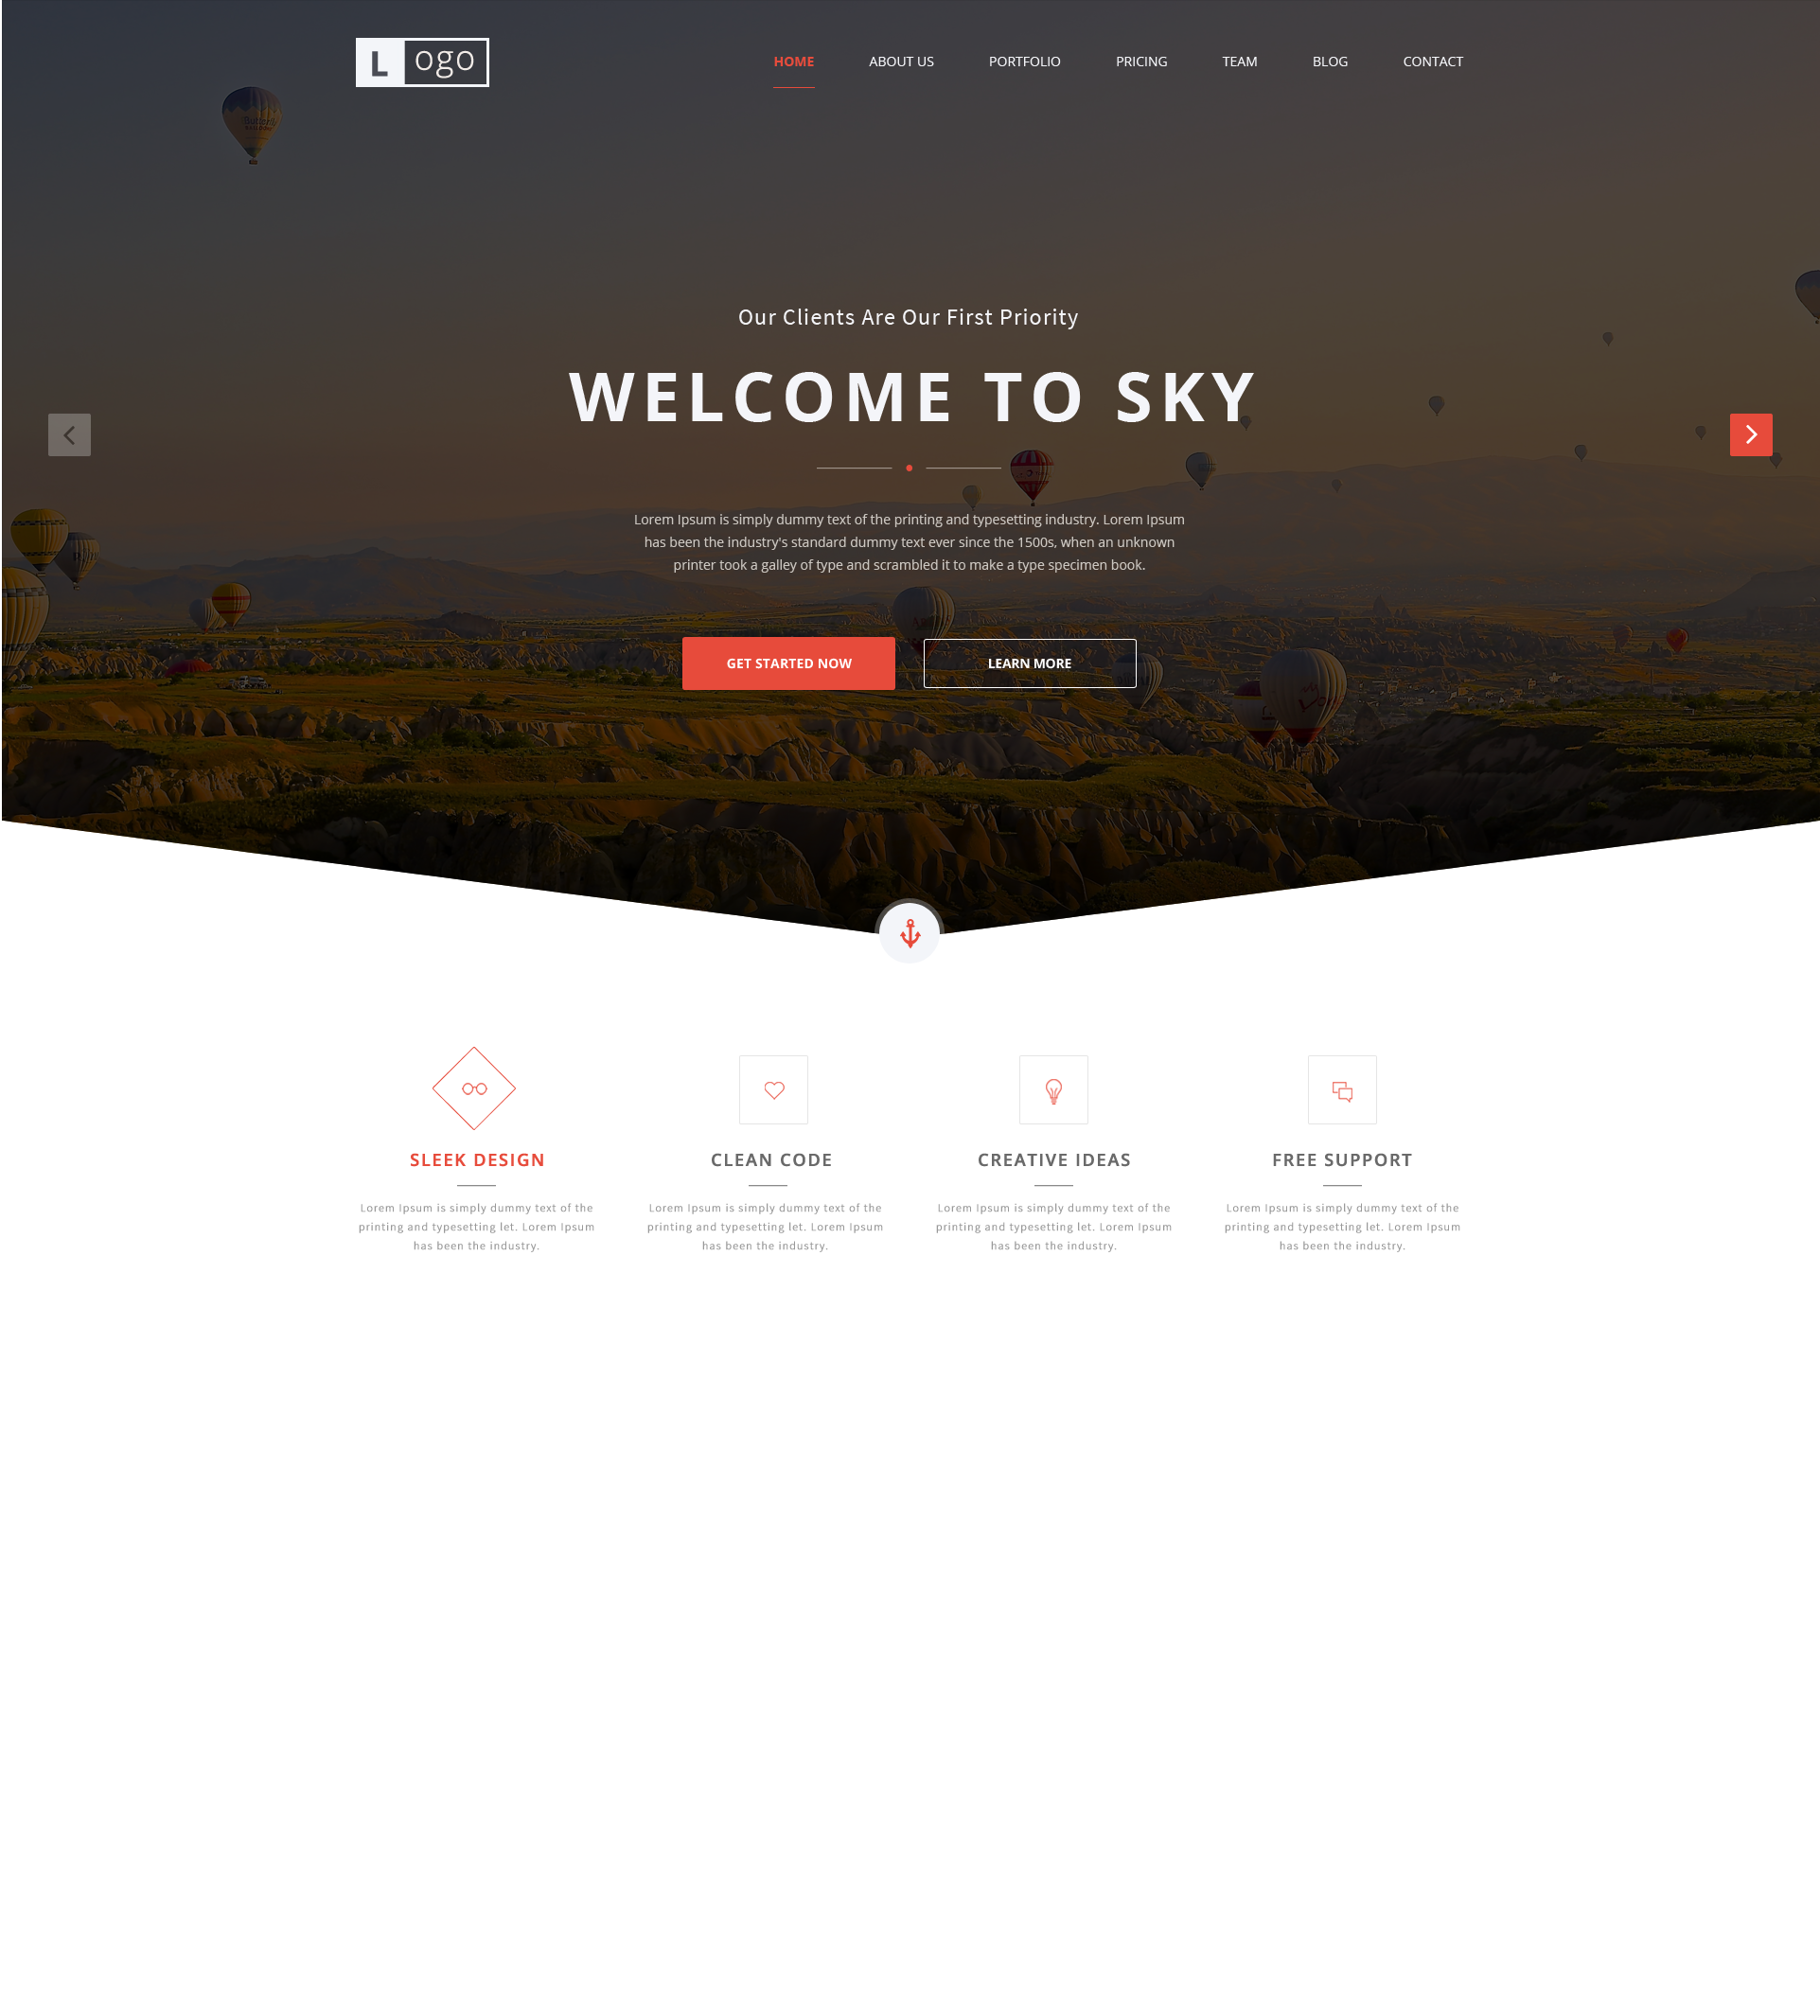 Logo
HOME ABOUT US PORTFOLIO PRICING TEAM BLOG CONTACT
Our Clients Are Our First Priority
WELCOME TO SKY
Lorem Ipsum is simply dummy text of the printing and typesetting industry. Lorem Ipsum
has been the industry's standard dummy text ever since the 1500s, when an unknown
printer took a galley of type and scrambled it to make a type specimen book.
GET STARTED NOW LEARN MORE
SLEEK DESIGN
Lorem Ipsum is simply dummy text of the
printing and typesetting let. Lorem Ipsum
has been the industry.
CLEAN CODE
Lorem Ipsum is simply dummy text of the
printing and typesetting let. Lorem Ipsum
has been the industry.
CREATIVE IDEAS
Lorem Ipsum is simply dummy text of the
printing and typesetting let. Lorem Ipsum
has been the industry.
FREE SUPPORT
Lorem Ipsum is simply dummy text of the
printing and typesetting let. Lorem Ipsum
has been the industry.